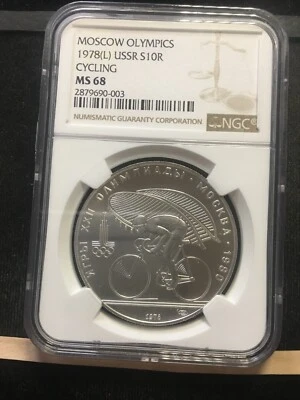 MOSCOW OLYMPICS
1978(L) USSR S10R
CYCLING
MS 68
2879690-003
NUMISMATIC GUARANTY CORPORATION
NGC
ИГРЫ XXII ОЛИМПИАДЫ · МОСКВА · 1980
1978